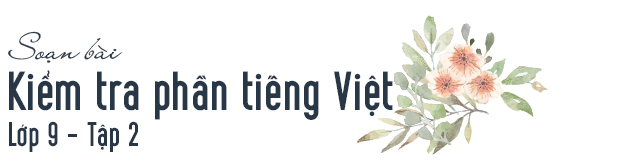 Soạn bài
Kiểm tra phần tiếng Việt
Lớp 9 - Tập 2